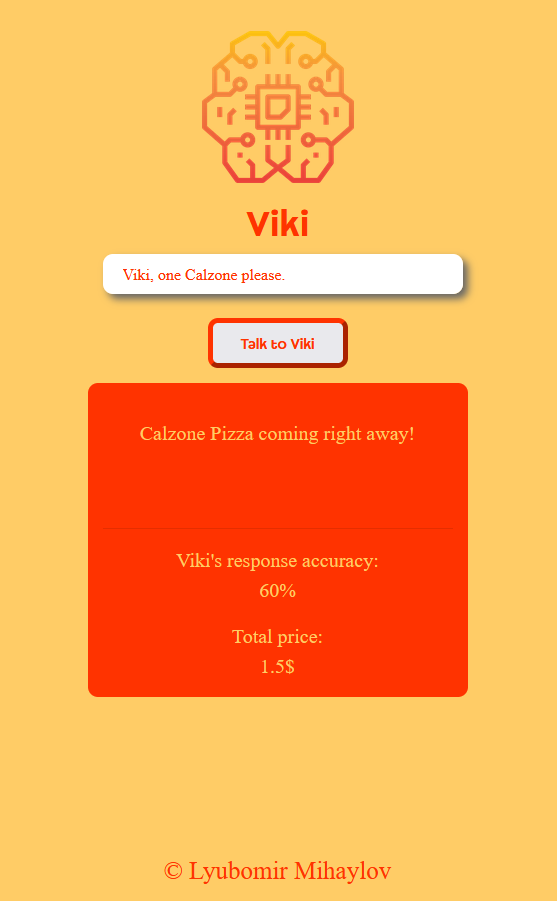 Viki
Viki, one Calzone please.
Talk to Viki
Calzone Pizza coming right away!
Viki's response accuracy:
60%
Total price:
1.5$
© Lyubomir Mihaylov